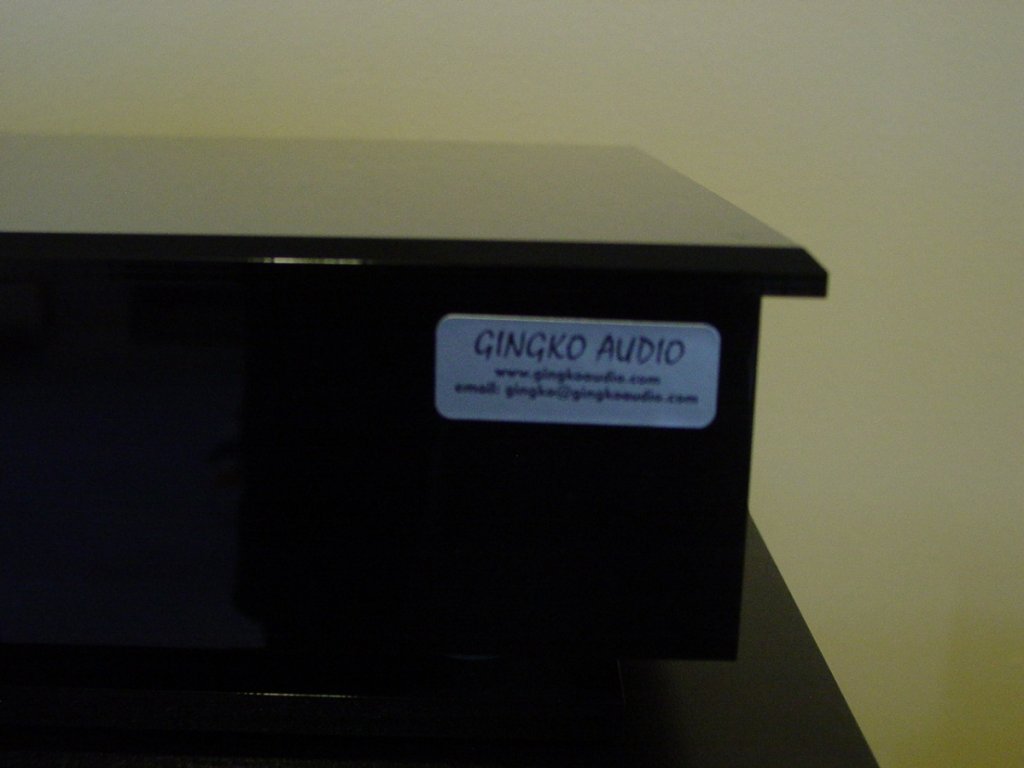 GINGKO AUDIO
www.gingkoaudio.com
email: gingko@gingkoaudio.com